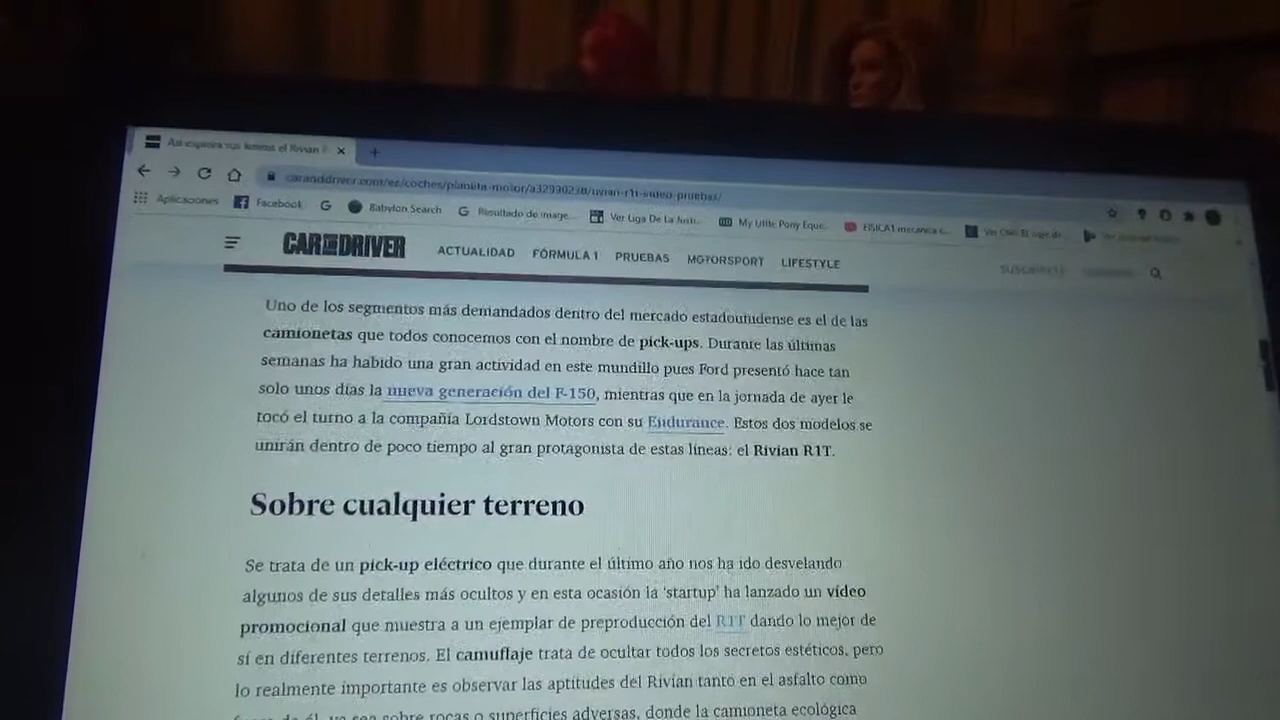 Así exprime sus
caranddriver.com/es/coches/planeta-motor/a32990230/rivian-r1t-video-pruebas/
Aplicaciones Facebook Babylon Search Resultado de image... Ver Liga De La Justi... My Little Pony Eque... FISICA1 mecanica c...
CAR AND DRIVER ACTUALIDAD FÓRMULA 1 PRUEBAS MOTORSPORT LIFESTYLE SUSCRÍBETE
Uno de los segmentos más demandados dentro del mercado estadounidense es el de las
camionetas que todos conocemos con el nombre de pick-ups. Durante las últimas
semanas ha habido una gran actividad en este mundillo pues Ford presentó hace tan
solo unos días la nueva generación del F-150, mientras que en la jornada de ayer le
tocó el turno a la compañía Lordstown Motors con su Endurance. Estos dos modelos se
unirán dentro de poco tiempo al gran protagonista de estas líneas: el Rivian R1T.
Sobre cualquier terreno
Se trata de un pick-up eléctrico que durante el último año nos ha ido desvelando
algunos de sus detalles más ocultos y en esta ocasión la 'startup' ha lanzado un vídeo
promocional que muestra a un ejemplar de preproducción del R1T dando lo mejor de
sí en diferentes terrenos. El camuflaje trata de ocultar todos los secretos estéticos, pero
lo realmente importante es observar las aptitudes del Rivian tanto en el asfalto como
fuera de él, ya sea sobre rocas o superficies adversas, donde la camioneta ecológica